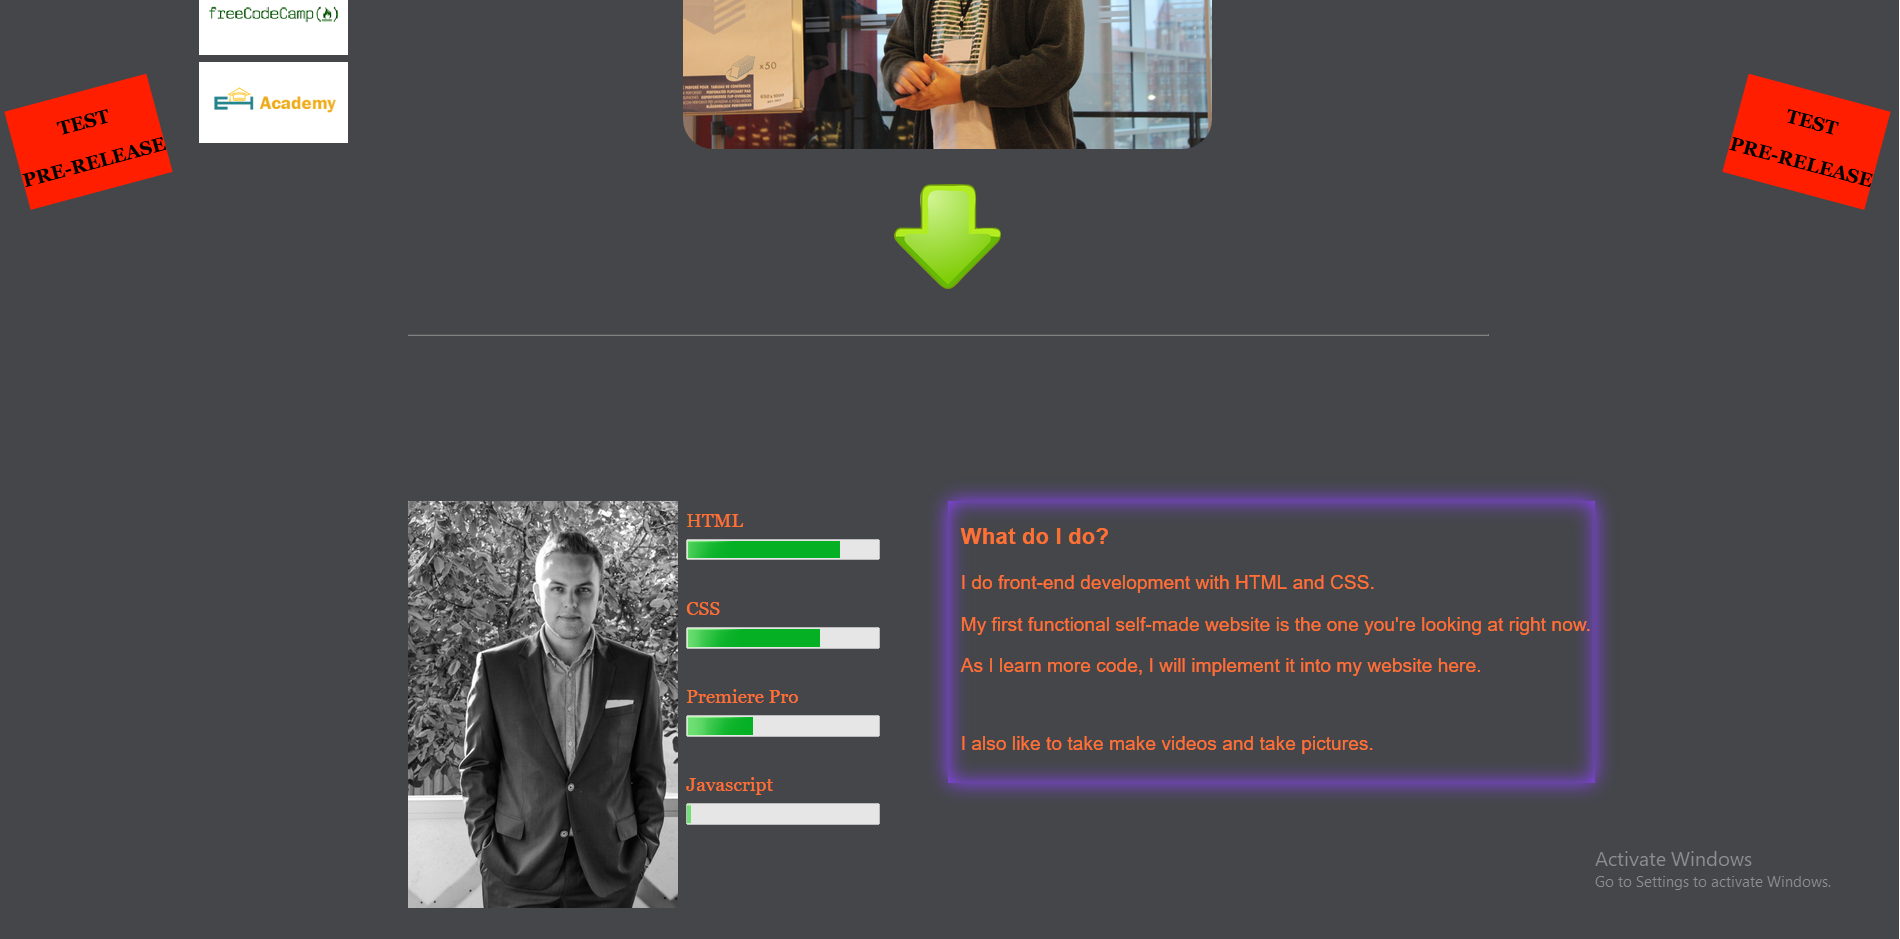 freeCodeCamp(🔥)
EH Academy
x50
TEST
PRE-RELEASE
TEST
PRE-RELEASE
HTML
CSS
Premiere Pro
Javascript
What do I do?
I do front-end development with HTML and CSS.
My first functional self-made website is the one you're looking at right now.
As I learn more code, I will implement it into my website here.
I also like to take make videos and take pictures.
Activate Windows
Go to Settings to activate Windows.